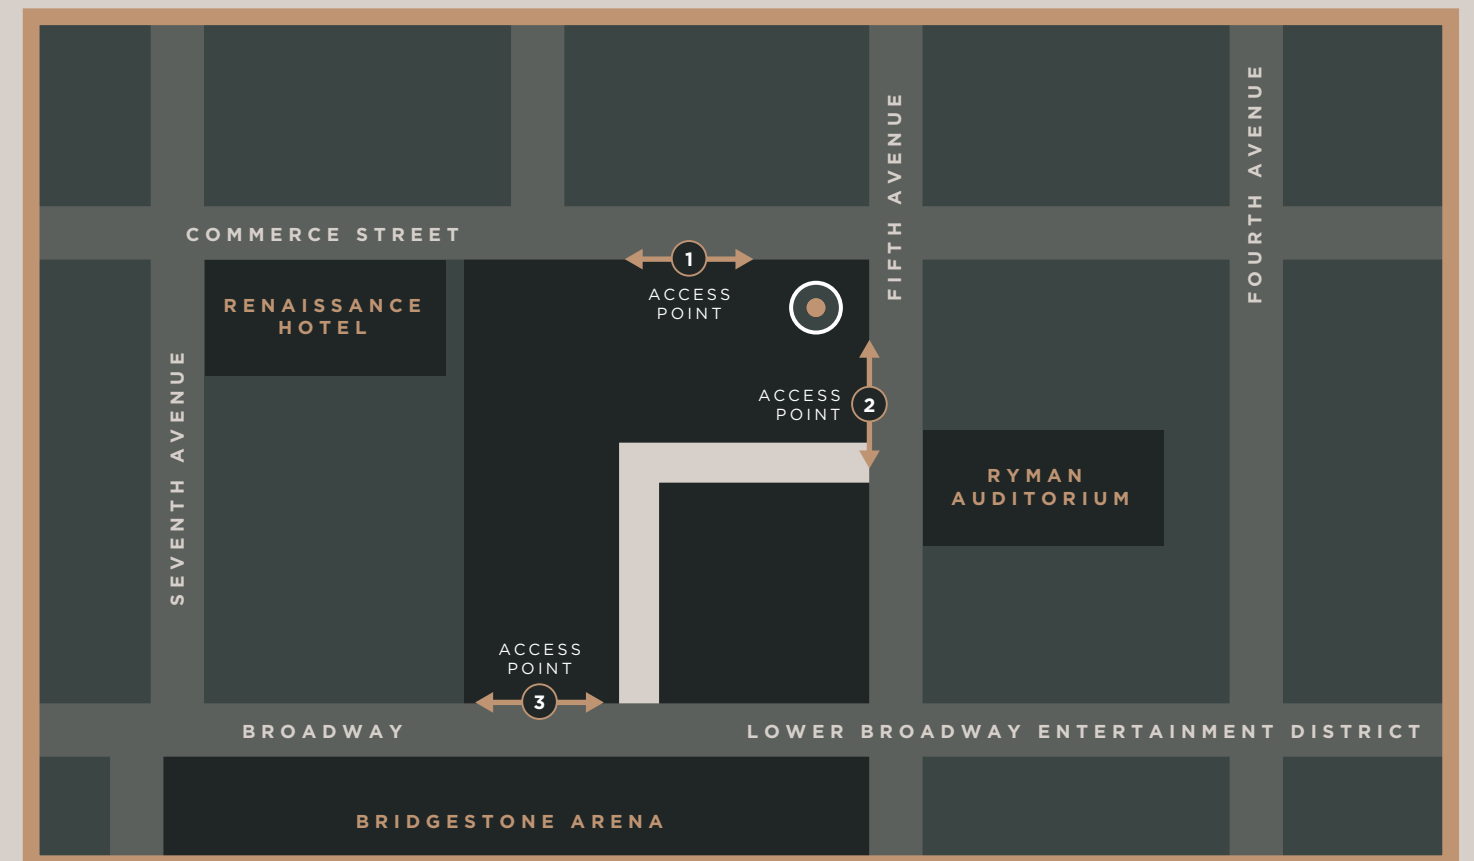 FIFTH AVENUE
FOURTH AVENUE
COMMERCE STREET
1
ACCESS
POINT
RENAISSANCE
HOTEL
SEVENTH AVENUE
ACCESS
POINT
2
RYMAN
AUDITORIUM
ACCESS
POINT
3
BROADWAY
LOWER BROADWAY ENTERTAINMENT DISTRICT
BRIDGESTONE ARENA